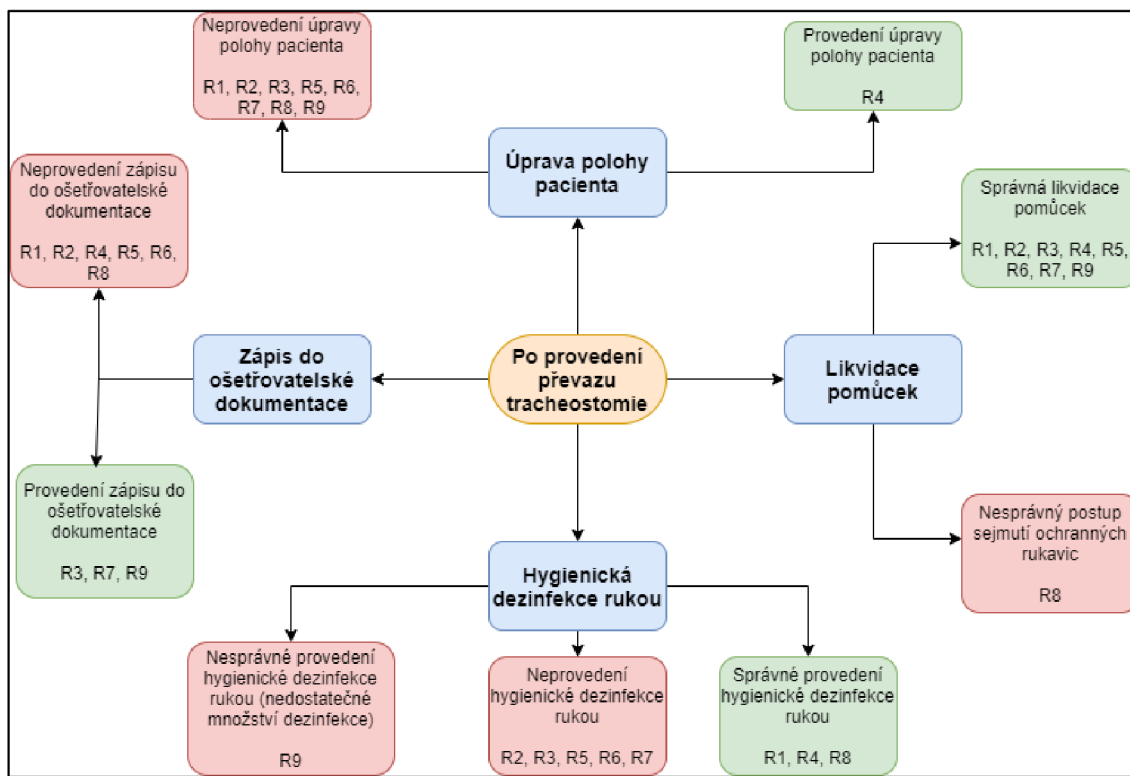 Neprovedení úpravy
polohy pacienta
R1, R2, R3, R5, R6,
R7, R8, R9
Provedení úpravy
polohy pacienta
R4
Úprava polohy
pacienta
Neprovedení zápisu
do ošetřovatelské
dokumentace
R1, R2, R4, R5, R6,
R8
Správná likvidace
pomůcek
R1, R2, R3, R4, R5,
R6, R7, R9
Zápis do
ošetřovatelské
dokumentace
Po provedení
převazu
tracheostomie
Likvidace
pomůcek
Provedení zápisu do
ošetřovatelské
dokumentace
R3, R7, R9
Nesprávný postup
sejmutí ochranných
rukavic
R8
Hygienická
dezinfekce rukou
Nesprávné provedení
hygienické dezinfekce
rukou (nedostatečné
množství dezinfekce)
R9
Neprovedení
hygienické dezinfekce
rukou
R2, R3, R5, R6, R7
Správné provedení
hygienické dezinfekce
rukou
R1, R4, R8